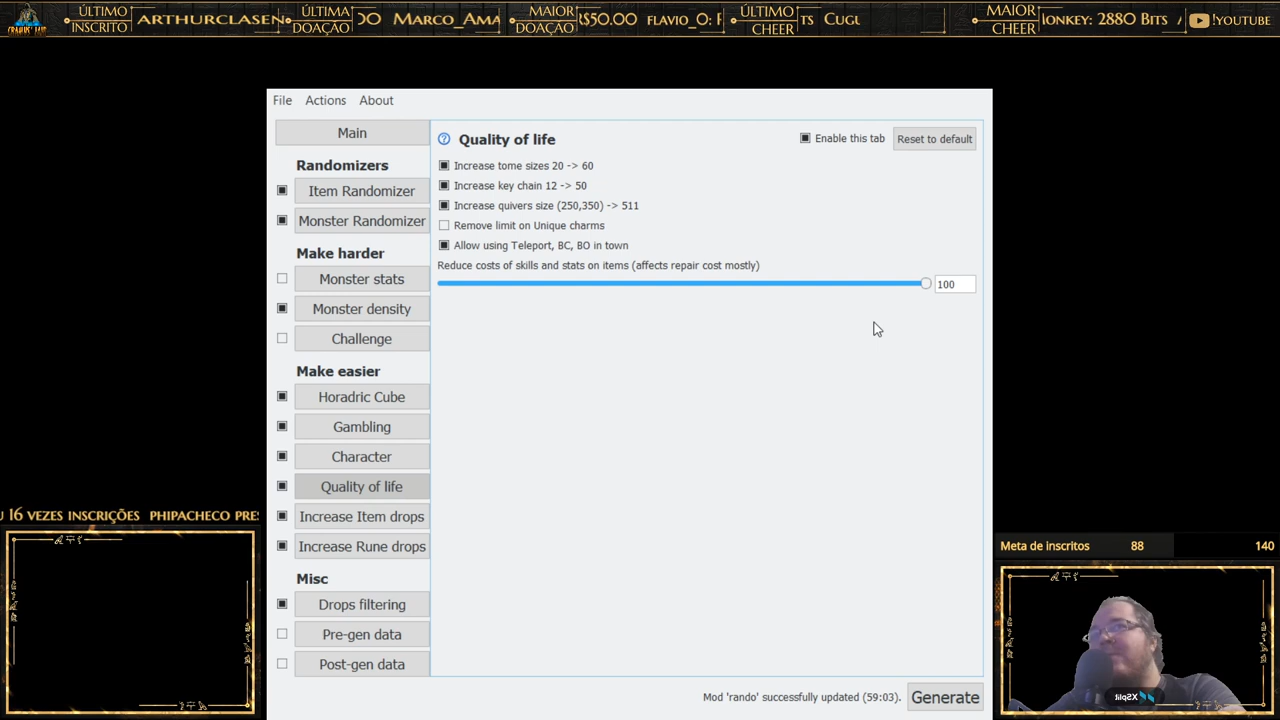 ÚLTIMO INSCRITO ARTHURCLASEN ÚLTIMA DOAÇÃO Marco_Ama MAIOR DOAÇÃO R$50.00 FLAVIO_O: ÚLTIMO CHEER ts Cugu MAIOR CHEER onkey: 2880 Bits !YOUTUBE
File Actions About
Main
Quality of life
Enable this tab
Reset to default
Randomizers
Item Randomizer
Monster Randomizer
Make harder
Monster stats
Monster density
Challenge
Make easier
Horadric Cube
Gambling
Character
Quality of life
Increase Item drops
Increase Rune drops
Misc
Drops filtering
Pre-gen data
Post-gen data
Increase tome sizes 20 -> 60
Increase key chain 12 -> 50
Increase quivers size (250,350) -> 511
Remove limit on Unique charms
Allow using Teleport, BC, BO in town
Reduce costs of skills and stats on items (affects repair cost mostly)
100
Mod 'rando' successfully updated (59:03).
Generate
U 16 VEZES INSCRIÇÕES PHIPACHECO PRES
Meta de inscritos 88 140
XSplit